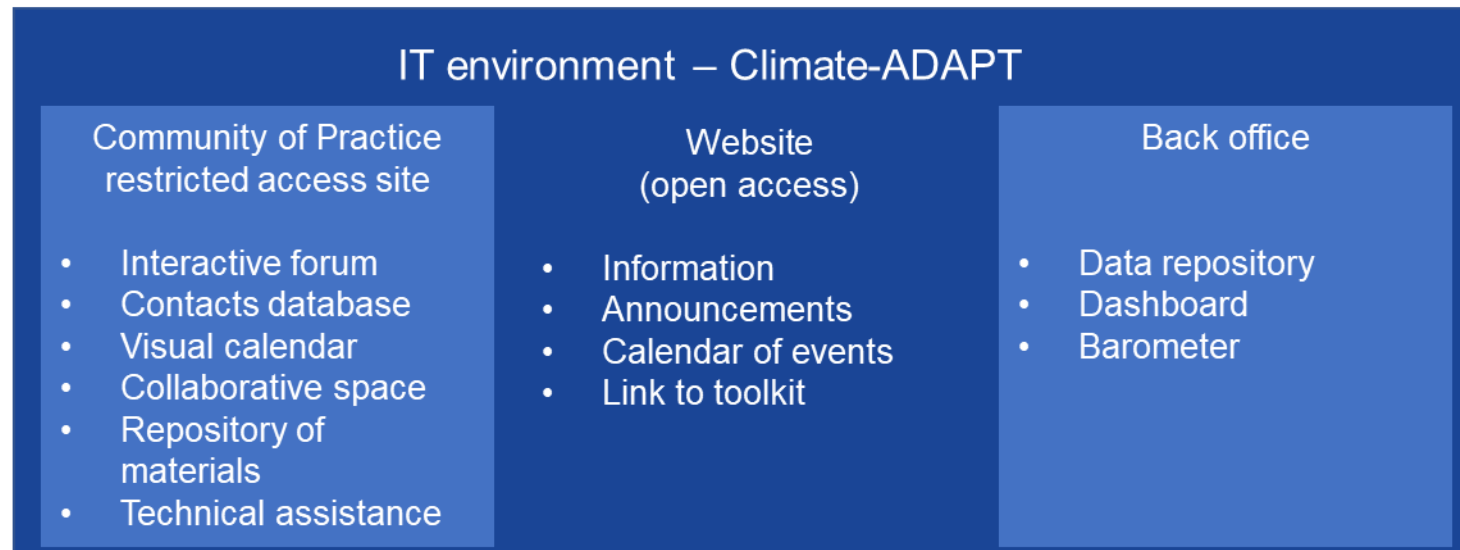 IT environment – Climate-ADAPT
Community of Practice
restricted access site
• Interactive forum
• Contacts database
• Visual calendar
• Collaborative space
• Repository of
materials
• Technical assistance
Website
(open access)
• Information
• Announcements
• Calendar of events
• Link to toolkit
Back office
• Data repository
• Dashboard
• Barometer